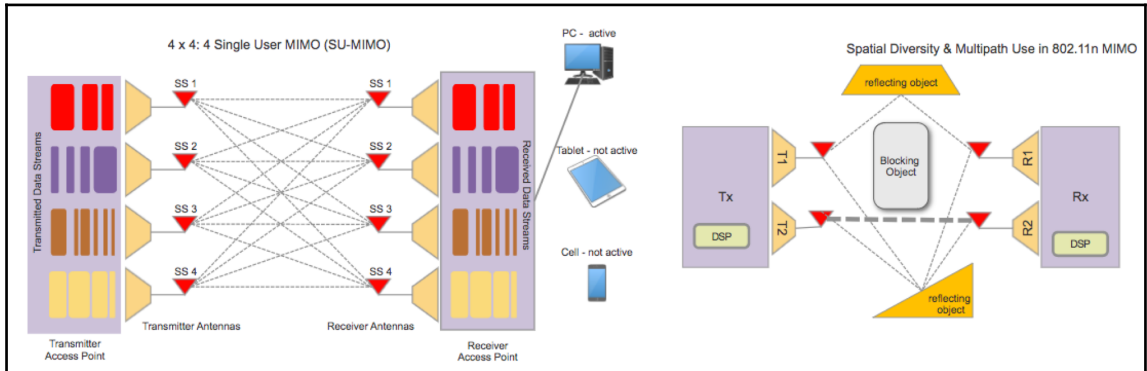 4 x 4: 4 Single User MIMO (SU-MIMO)
SS 1
SS 2
SS 3
SS 4
SS 1
SS 2
SS 3
SS 4
Transmitted Data Streams
Received Data Streams
Transmitter Antennas
Receiver Antennas
Transmitter
Access Point
Receiver
Access Point
PC - active
Tablet - not active
Cell - not active
Spatial Diversity & Multipath Use in 802.11n MIMO
reflecting object
Blocking
Object
T1
T2
Tx
DSP
R1
R2
Rx
DSP
reflecting
object